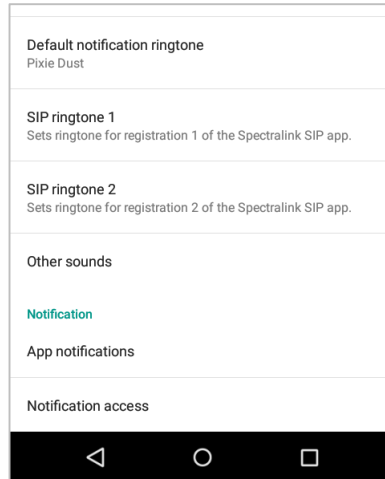 Default notification ringtone
Pixie Dust
SIP ringtone 1
Sets ringtone for registration 1 of the Spectralink SIP app.
SIP ringtone 2
Sets ringtone for registration 2 of the Spectralink SIP app.
Other sounds
Notification
App notifications
Notification access